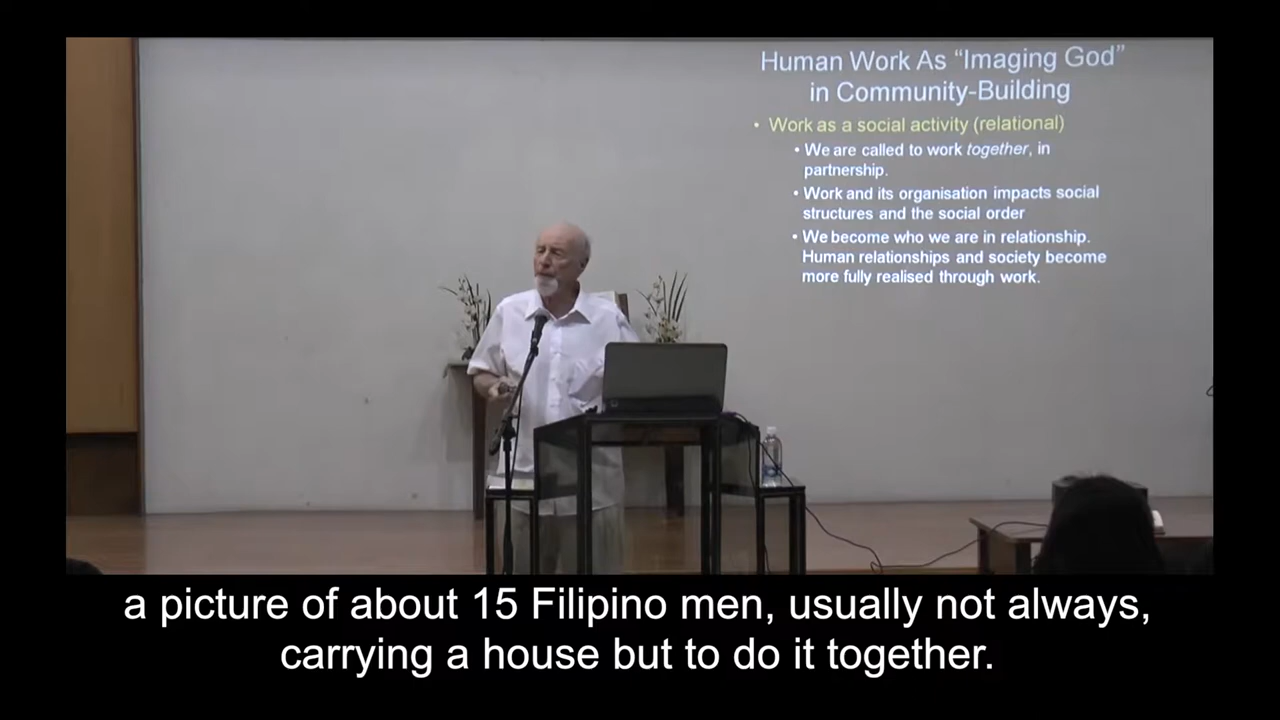 Human Work As “Imaging God”
in Community-Building
• Work as a social activity (relational)
• We are called to work together, in
partnership.
• Work and its organisation impacts social
structures and the social order
• We become who we are in relationship.
Human relationships and society become
more fully realised through work.
a picture of about 15 Filipino men, usually not always,
carrying a house but to do it together.